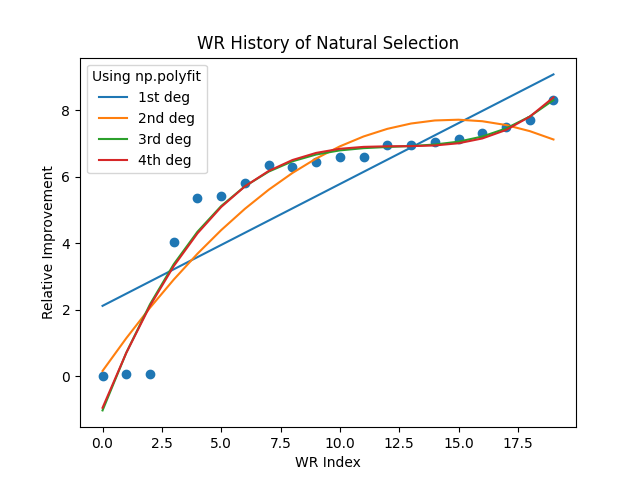 WR History of Natural Selection
Using np.polyfit
1st deg
2nd deg
3rd deg
4th deg
Relative Improvement
8
6
4
2
0
0.0 2.5 5.0 7.5 10.0 12.5 15.0 17.5
WR Index